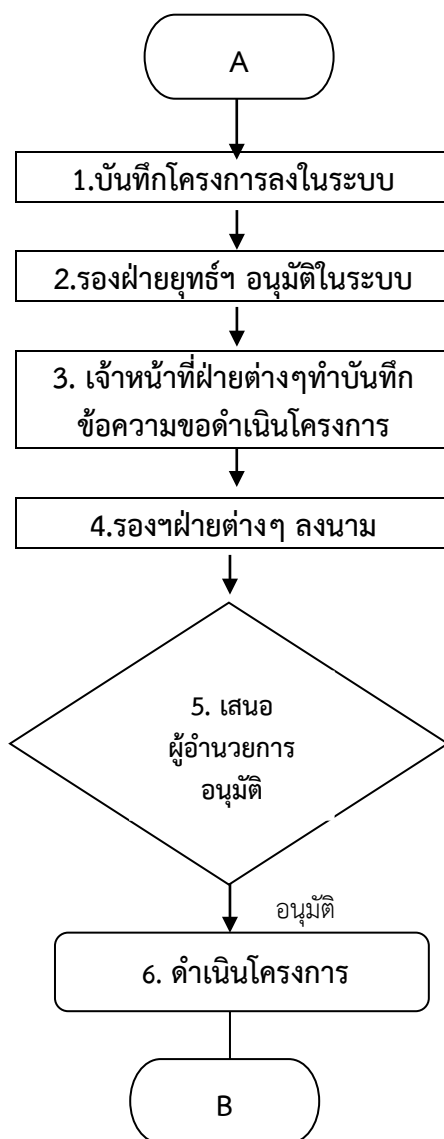 A
1.บันทึกโครงการลงในระบบ
2.รองฝ่ายยุทธ์ฯ อนุมัติในระบบ
3. เจ้าหน้าที่ฝ่ายต่างๆทำบันทึก
ข้อความขอดำเนินโครงการ
4.รองฯฝ่ายต่างๆ ลงนาม
5. เสนอ
ผู้อำนวยการ
อนุมัติ
อนุมัติ
6. ดำเนินโครงการ
B